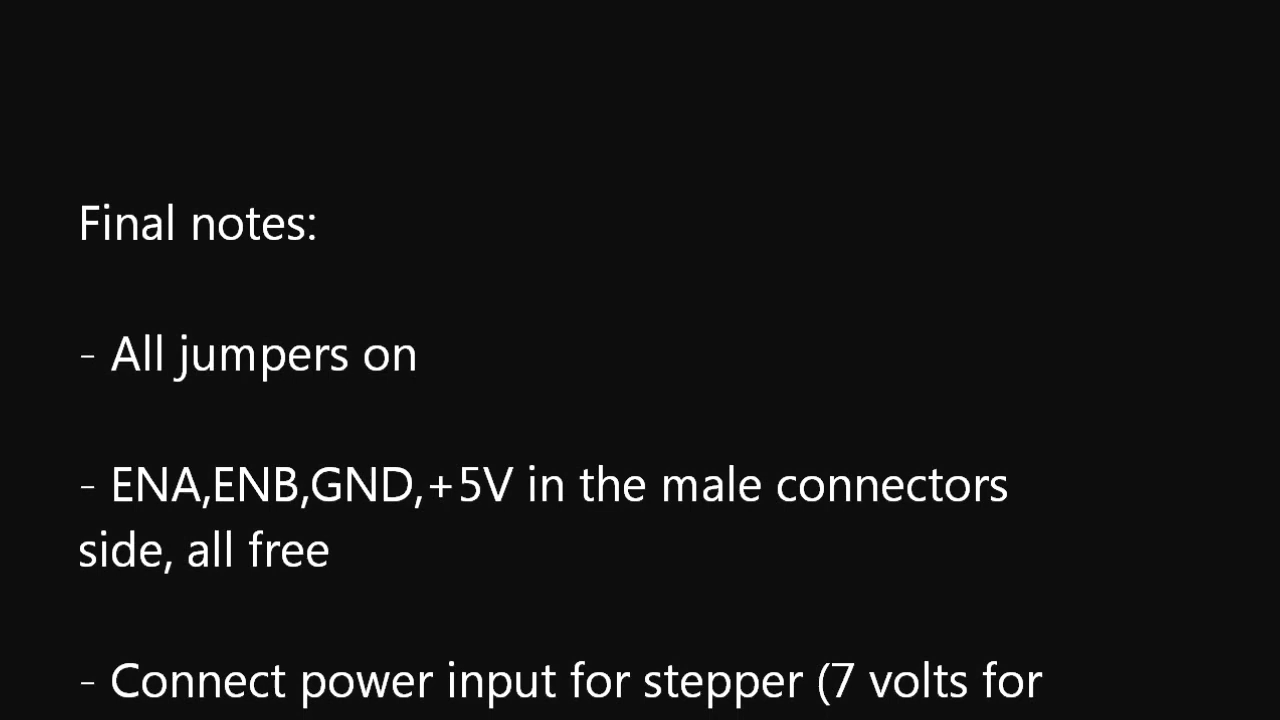 Final notes:
- All jumpers on
- ENA,ENB,GND,+5V in the male connectors
side, all free
- Connect power input for stepper (7 volts for